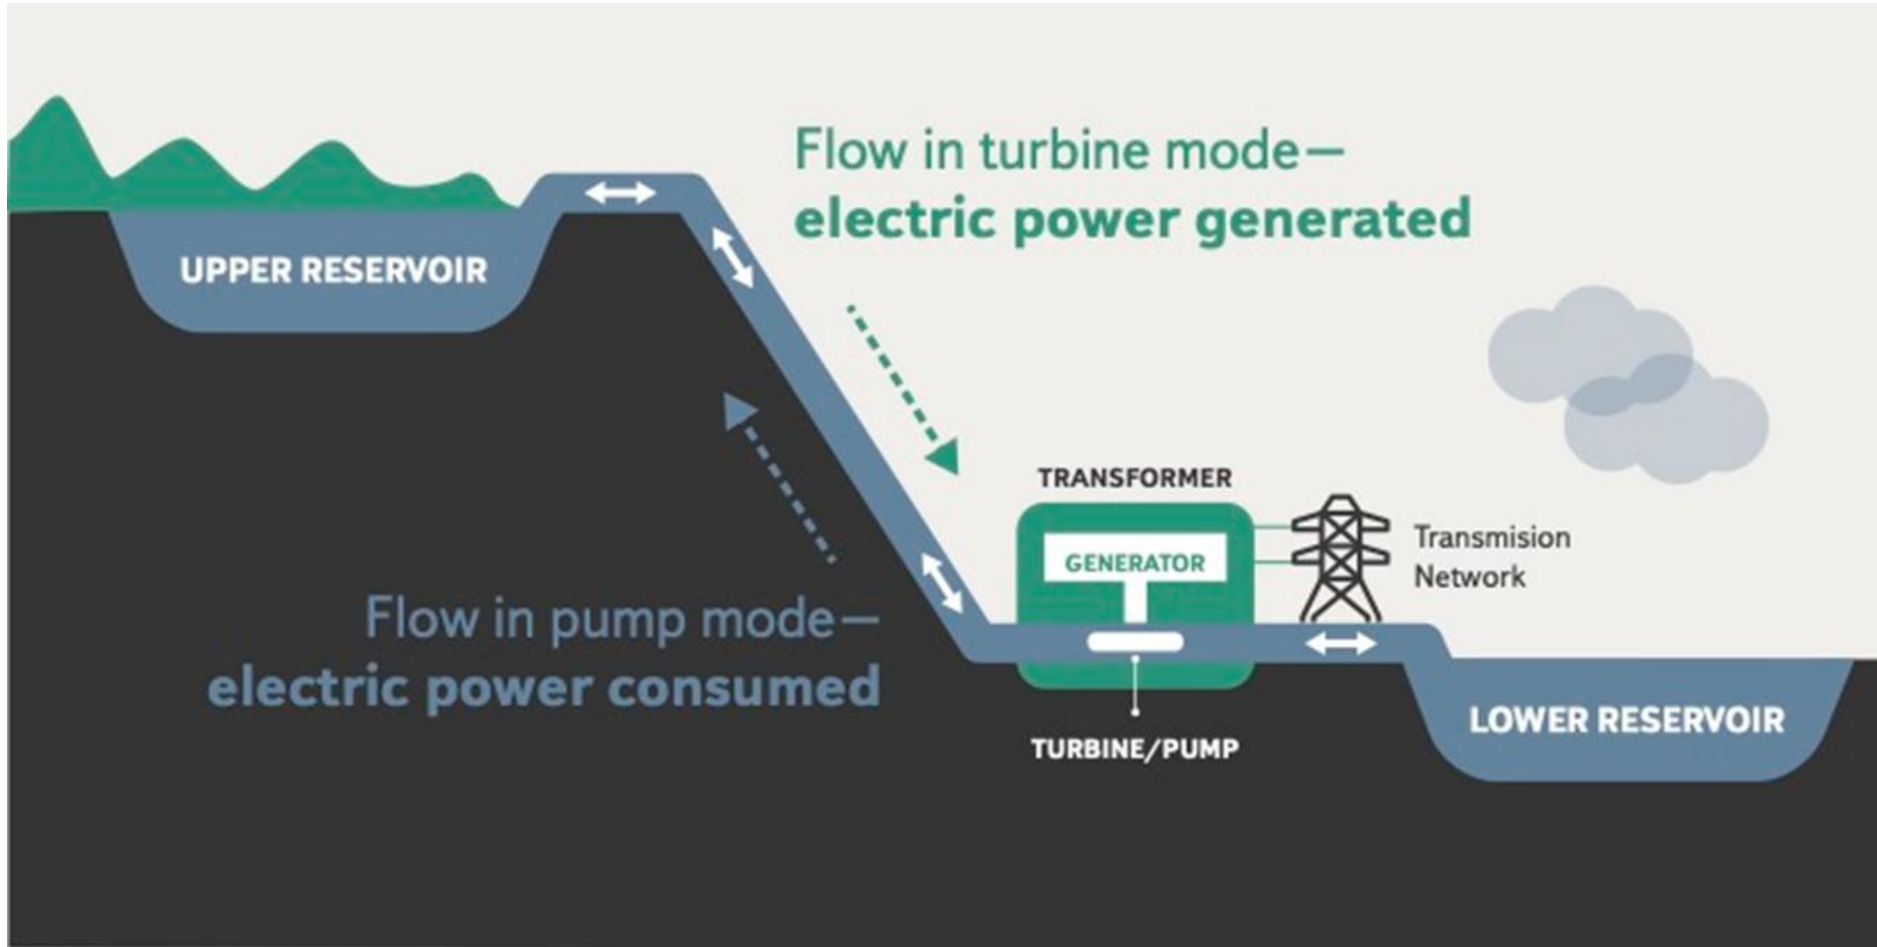 Flow in turbine mode—
electric power generated
UPPER RESERVOIR
TRANSFORMER
GENERATOR
Transmision
Network
Flow in pump mode—
electric power consumed
LOWER RESERVOIR
TURBINE/PUMP